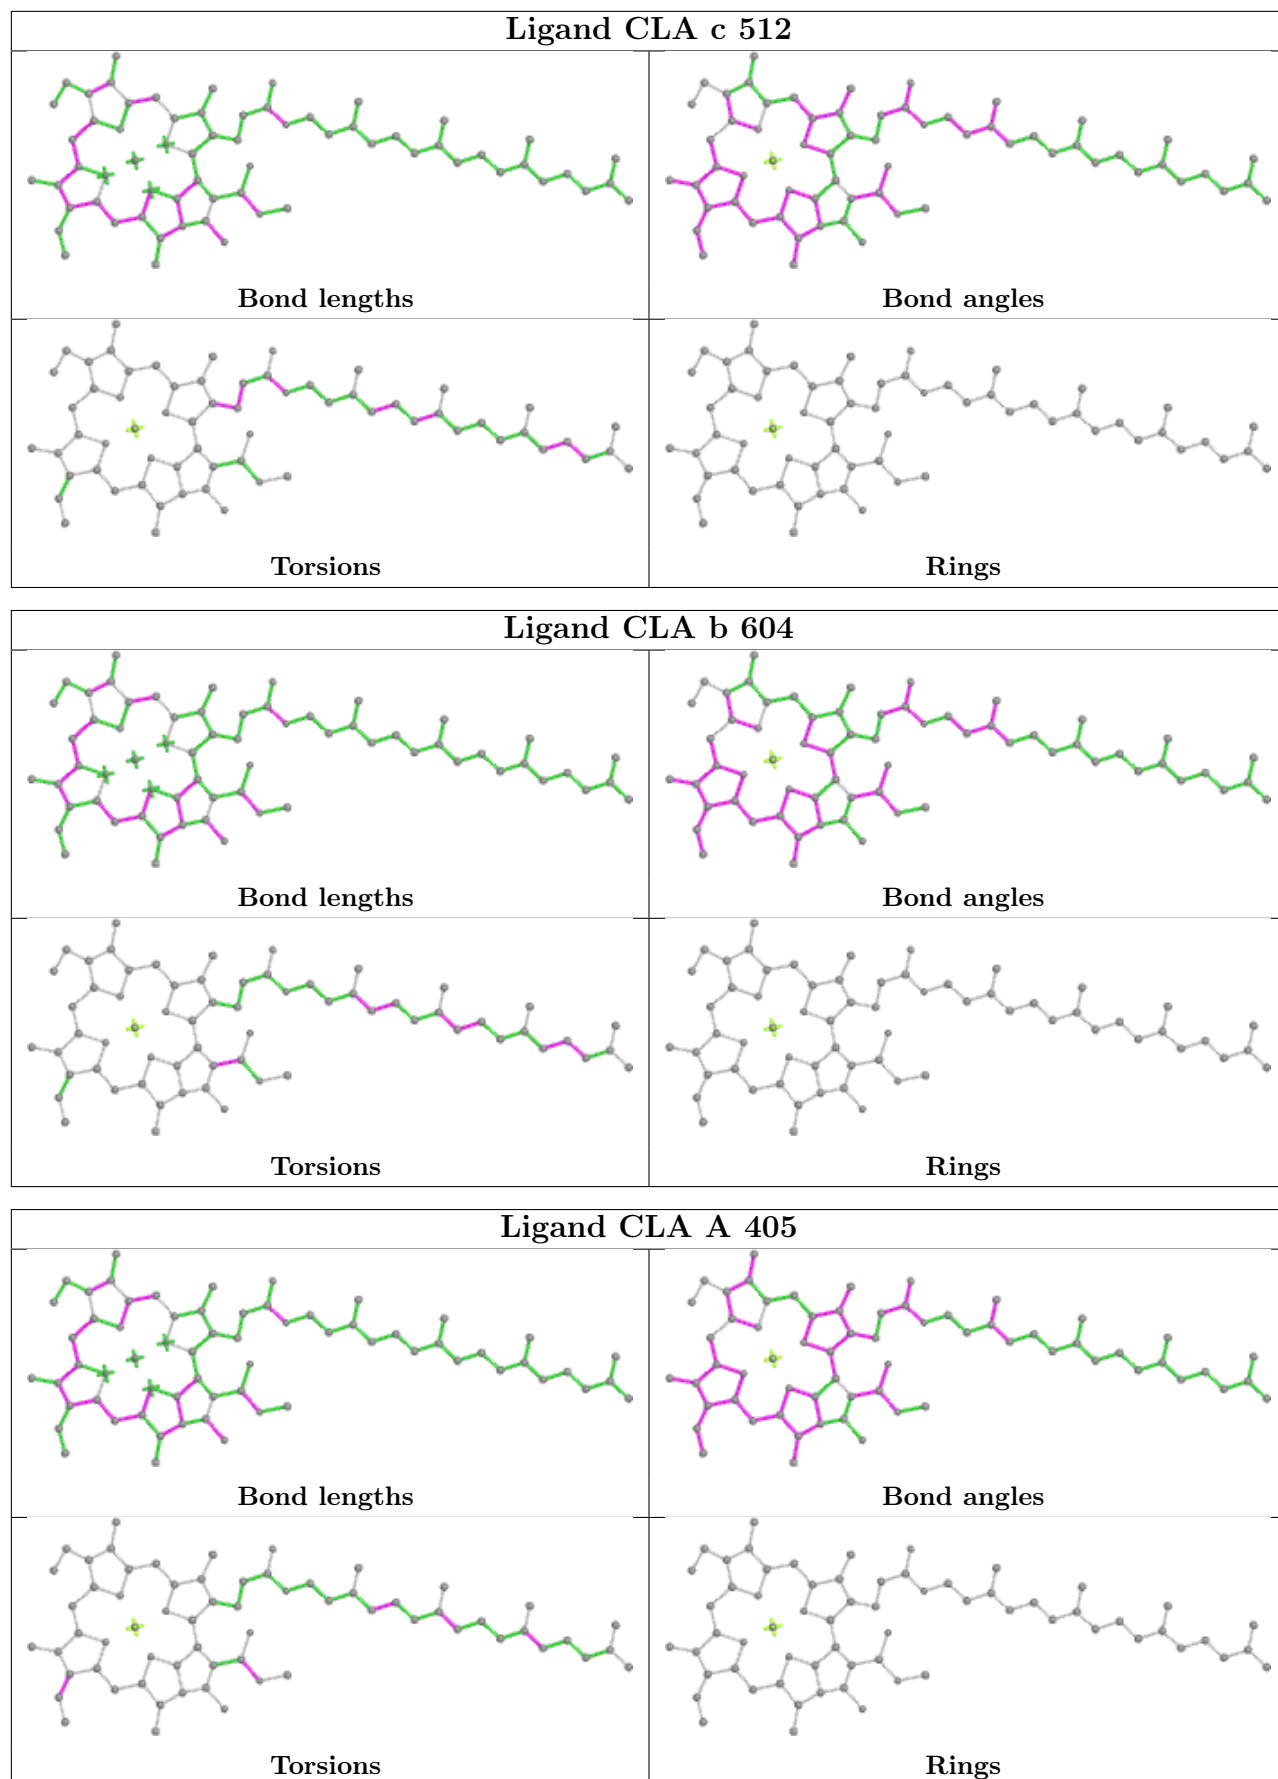 Ligand CLA c 512
Bond lengths
Bond angles
Torsions
Rings
Ligand CLA b 604
Bond lengths
Bond angles
Torsions
Rings
Ligand CLA A 405
Bond lengths
Bond angles
Torsions
Rings